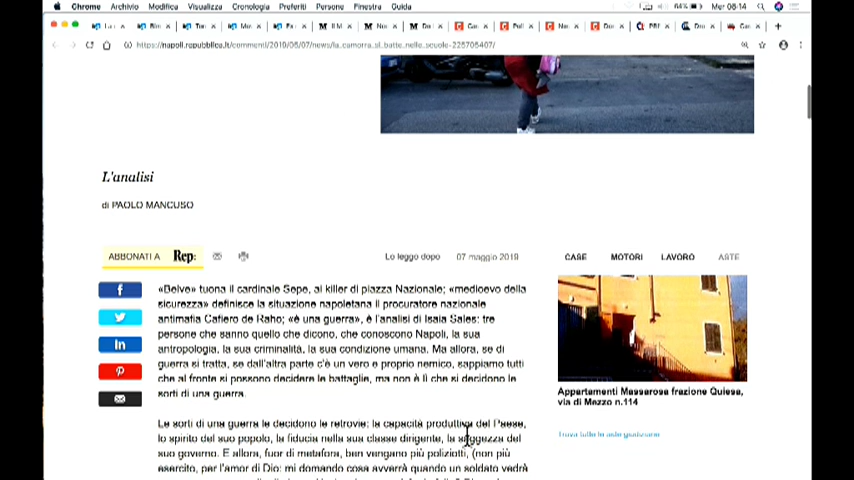 Chrome Archivio Modifica Visualizza Cronologia Preferiti Persone Finestra Guida
64% Mer 08:14
https://napoli.repubblica.it/commenti/2019/05/07/news/la_camorra_si_batte_nelle_scuole-225705407/
L'analisi
di PAOLO MANCUSO
ABBONATI A Rep:
Lo leggo dopo 07 maggio 2019
CASE MOTORI LAVORO ASTE
«Belve» tuona il cardinale Sepe, ai killer di piazza Nazionale; «medioevo della
sicurezza» definisce la situazione napoletana il procuratore nazionale
antimafia Cafiero de Raho; «è una guerra», è l'analisi di Isaia Sales: tre
persone che sanno quello che dicono, che conoscono Napoli, la sua
antropologia, la sua criminalità, la sua condizione umana. Ma allora, se di
guerra si tratta, se dall'altra parte c'è un vero e proprio nemico, sappiamo tutti
che al fronte si possono decidere le battaglie, ma non è lì che si decidono le
sorti di una guerra.
Le sorti di una guerra le decidono le retrovie: la capacità produttiva del Paese,
lo spirito del suo popolo, la fiducia nella sua classe dirigente, la saggezza del
suo governo. E allora, fuor di metafora, ben vengano più poliziotti, (non più
esercito, per l'amor di Dio: mi domando cosa avverrà quando un soldato vedrà
Appartamenti Massarosa frazione Quiesa,
via di Mezzo n.114
Trova tutte le aste giudiziarie